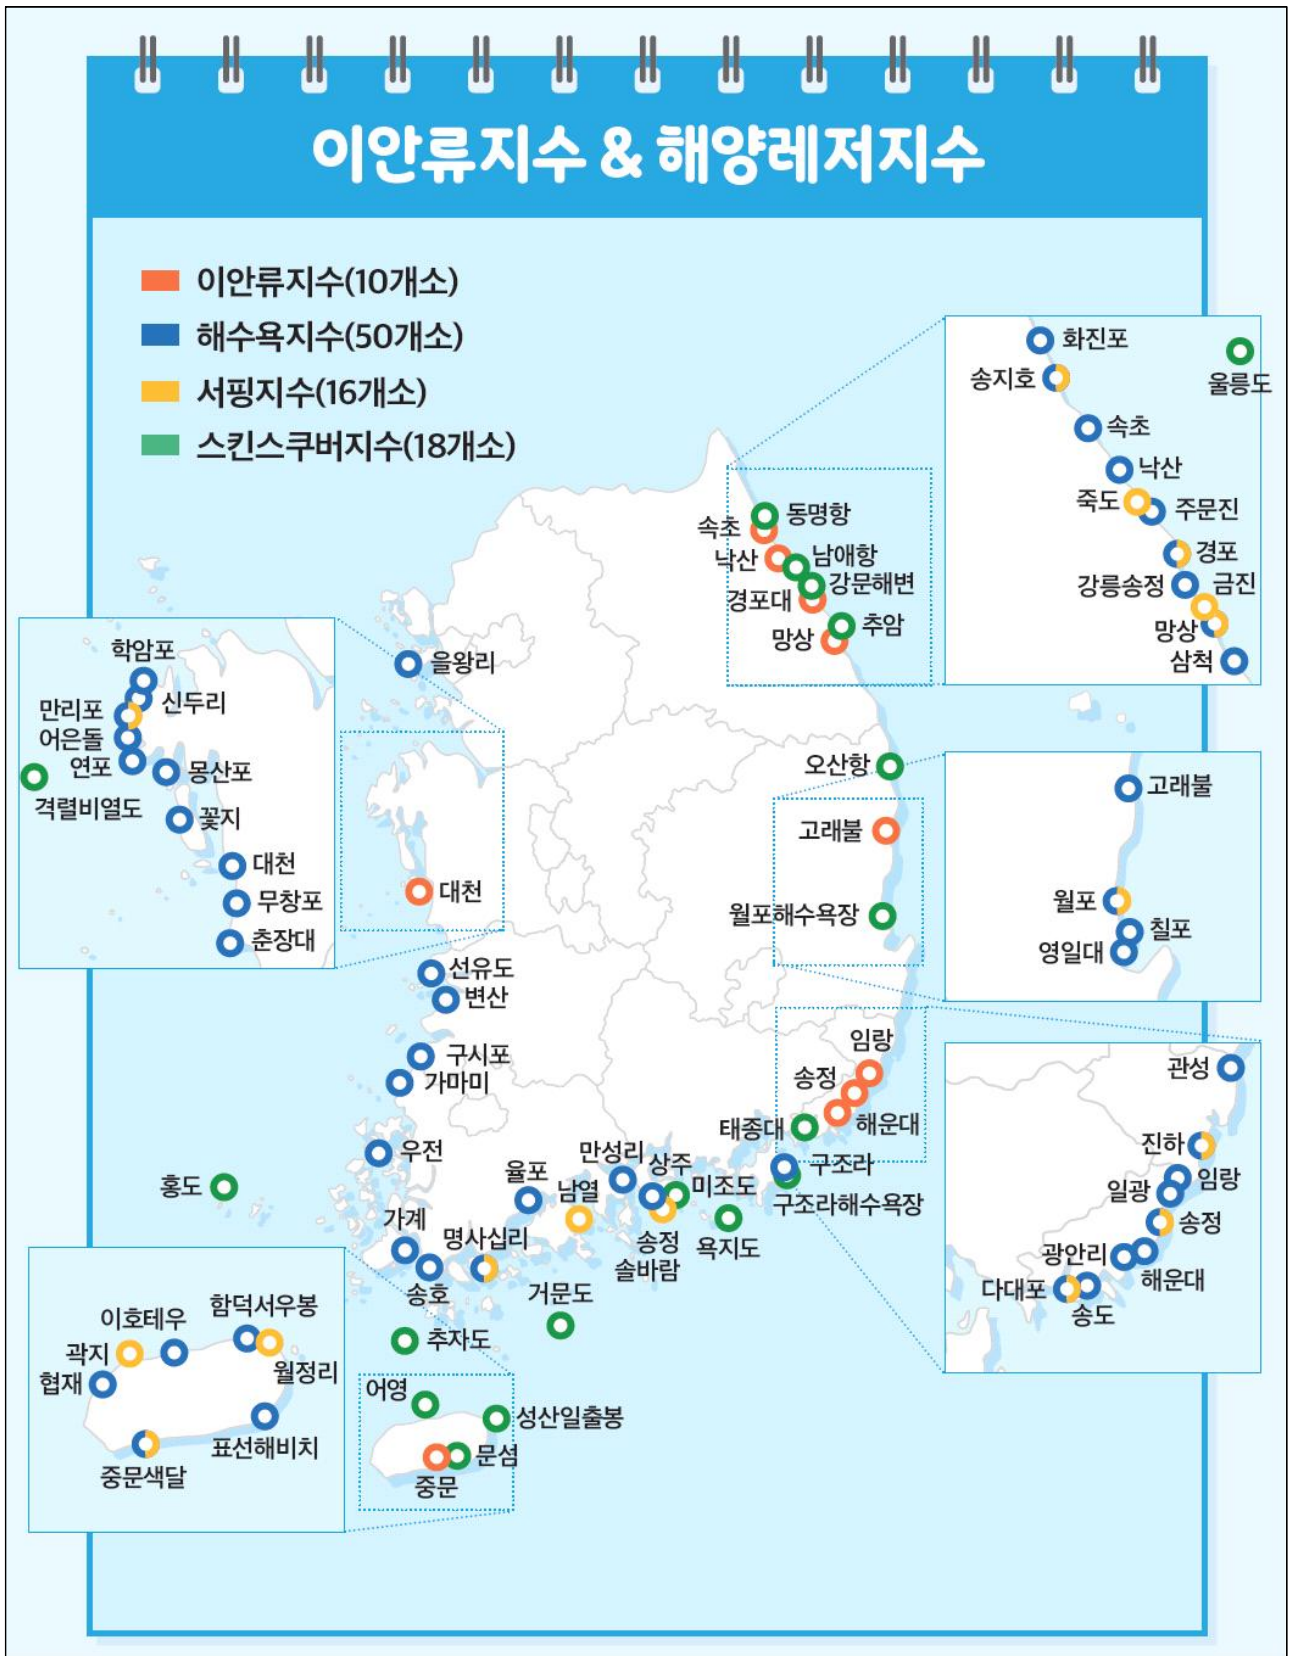 이안류지수 & 해양레저지수
이안류지수(10개소)
해수욕지수(50개소)
서핑지수(16개소)
스킨스쿠버지수(18개소)
화진포
송지호
울릉도
속초
낙산
죽도
주문진
경포
강릉송정
금진
망상
삼척
동명항
속초
낙산
남애항
강문해변
경포대
추암
망상
을왕리
학암포
신두리
만리포
어은돌
연포
몽산포
격렬비열도
꽃지
대천
무창포
춘장대
대천
오산항
고래불
월포해수욕장
고래불
월포
칠포
영일대
선유도
변산
구시포
가마미
우전
홍도
임랑
송정
해운대
태종대
구조라
구조라해수욕장
만성리
상주
미조도
율포
남열
송정
솔바람
욕지도
가계
명사십리
송호
거문도
추자도
관성
진하
임랑
일광
송정
광안리
해운대
다대포
송도
이호테우
함덕서우봉
곽지
월정리
협재
표선해비치
중문색달
어영
성산일출봉
문섬
중문